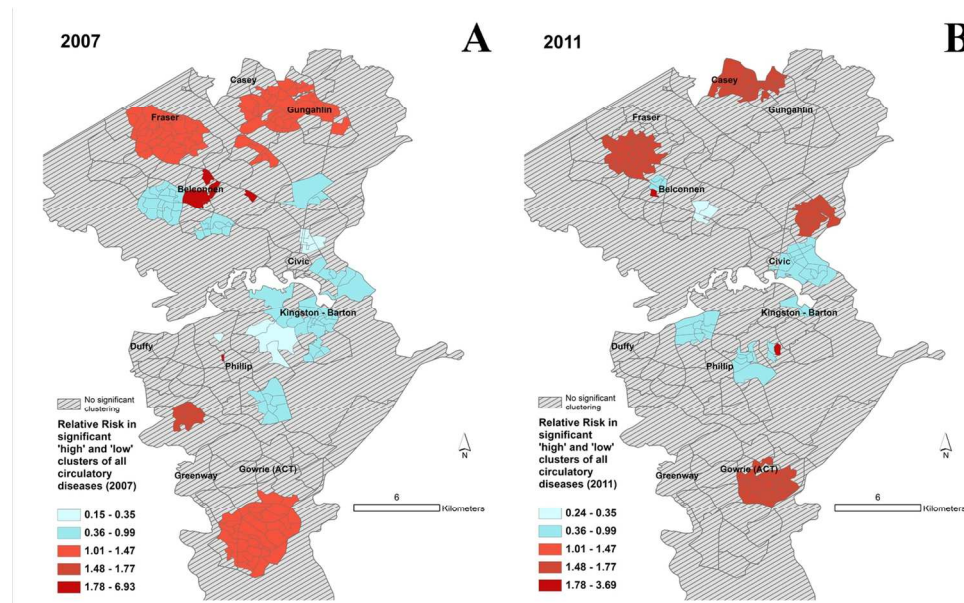 2007
A
Casey
Gungahlin
Fraser
Belconnen
Civic
Kingston - Barton
Duffy
Phillip
No significant
clustering
Relative Risk in
significant
'high' and 'low'
clusters of all
circulatory
diseases (2007)
Greenway
Gowrie (ACT)
N
6
Kilometers
0.15 - 0.35
0.36 - 0.99
1.01 - 1.47
1.48 - 1.77
1.78 - 6.93
2011
B
Casey
Gungahlin
Fraser
Belconnen
Civic
Kingston - Barton
Duffy
Phillip
No significant
clustering
Relative Risk in
significant
'high' and 'low'
clusters of all
circulatory
diseases (2011)
Greenway
Gowrie (ACT)
N
6
Kilometers
0.24 - 0.35
0.36 - 0.99
1.01 - 1.47
1.48 - 1.77
1.78 - 3.69